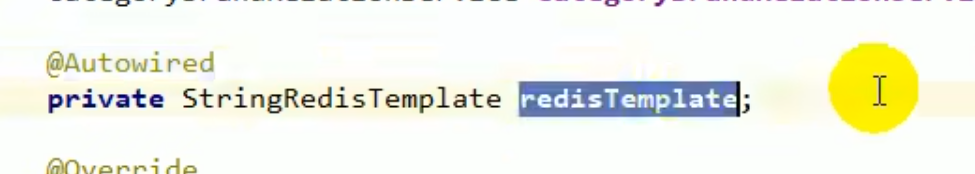 @Autowired
private StringRedisTemplate redisTemplate;
@Override